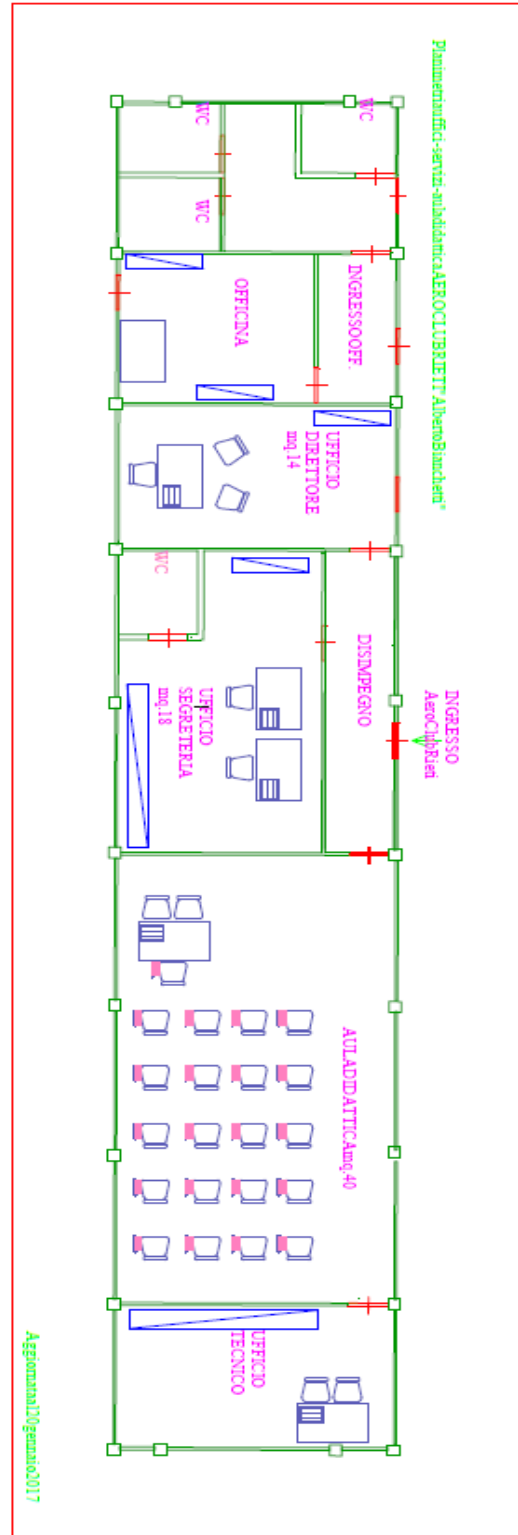 Planimetriauffici-servizi-auladidatticaAEROCLUBRIETI"AlbertoBianchetti"
WC
WC
WC
INGRESSOOFF.
OFFICINA
UFFICIO
DIRETTORE
mq.14
WC
DISIMPEGNO
INGRESSO
AeroClubRieti
UFFICIO
SEGRETERIA
mq.18
AULADIDATTICAmq.40
UFFICIO
TECNICO
Aggiornataal120gennaio2017